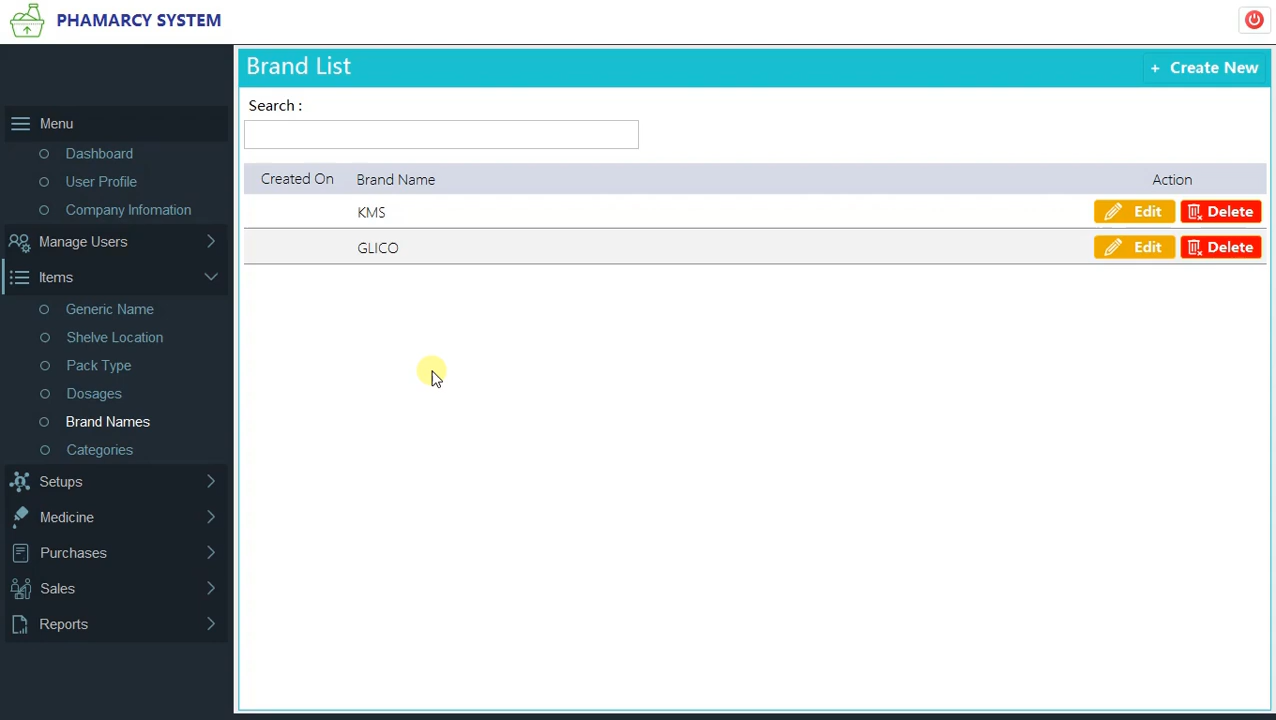 PHAMARCY SYSTEM
Brand List
+ Create New
Search :
Menu
Dashboard
User Profile
Company Infomation
Manage Users
Items
Generic Name
Shelve Location
Pack Type
Dosages
Brand Names
Categories
Setups
Medicine
Purchases
Sales
Reports
Created On Brand Name Action
KMS Edit Delete
GLICO Edit Delete